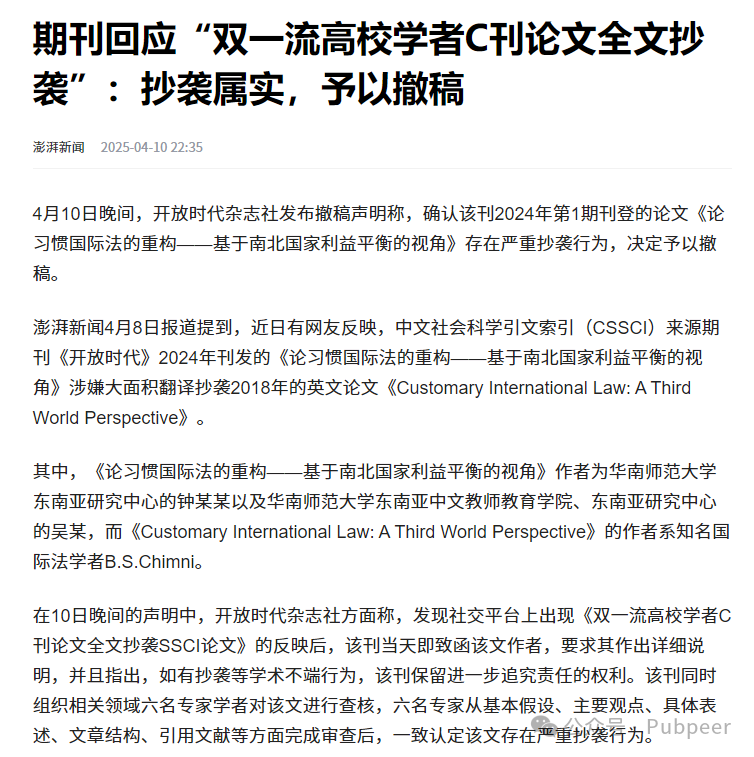 期刊回应“双一流高校学者C刊论文全文抄
袭”：抄袭属实，予以撤稿
澎湃新闻 2025-04-10 22:35
4月10日晚间，开放时代杂志社发布撤稿声明称，确认该刊2024年第1期刊登的论文《论
习惯国际法的重构——基于南北国家利益平衡的视角》存在严重抄袭行为，决定予以撤
稿。
澎湃新闻4月8日报道提到，近日有网友反映，中文社会科学引文索引（CSSCI）来源期
刊《开放时代》2024年刊发的《论习惯国际法的重构——基于南北国家利益平衡的视
角》涉嫌大面积翻译抄袭2018年的英文论文《Customary International Law: A Third
World Perspective》。
其中，《论习惯国际法的重构——基于南北国家利益平衡的视角》作者为华南师范大学
东南亚研究中心的钟某某以及华南师范大学东南亚中文教师教育学院、东南亚研究中心
的吴某，而《Customary International Law: A Third World Perspective》的作者系知名国
际法学者B.S.Chimni。
在10日晚间的声明中，开放时代杂志社方面称，发现社交平台上出现《双一流高校学者C
刊论文全文抄袭SSCI论文》的反映后，该刊当天即致函该文作者，要求其作出详细说
明，并且指出，如有抄袭等学术不端行为，该刊保留进一步追究责任的权利。该刊同时
组织相关领域六名专家学者对该文进行查核，六名专家从基本假设、主要观点、具体表
述、文章结构、引用文献等方面完成审查后，一致认定该文存在严重抄袭行为。
公众号 · Pubpeer